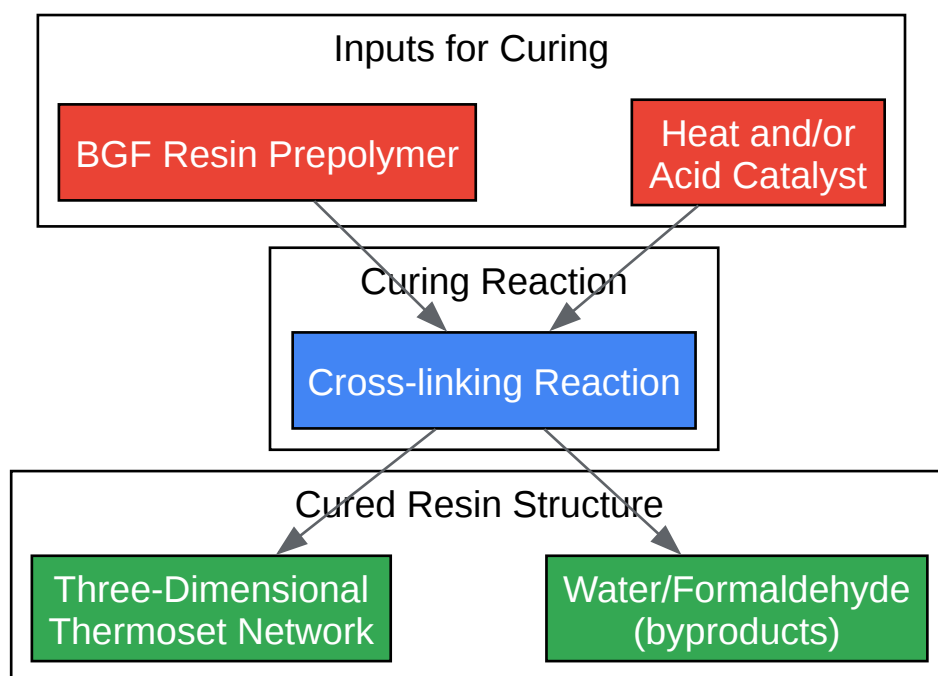 Inputs for Curing
BGF Resin Prepolymer
Heat and/or
Acid Catalyst
Curing Reaction
Cross-linking Reaction
Cured Resin Structure
Three-Dimensional
Thermoset Network
Water/Formaldehyde
(byproducts)